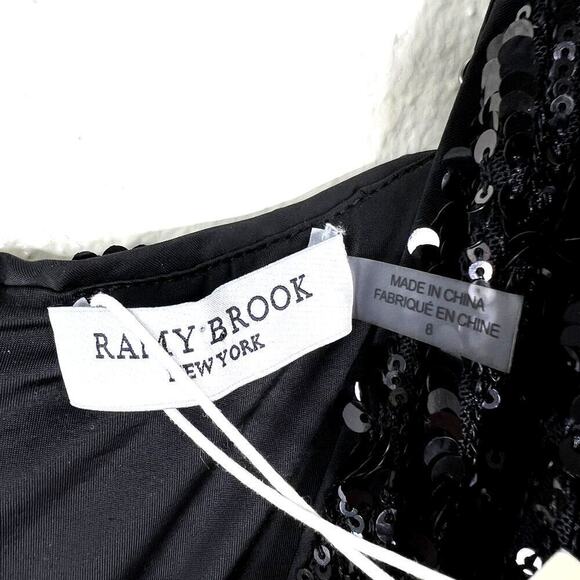 RAMY BROOK
NEW YORK
MADE IN CHINA
FABRIQUÉ EN CHINE
8